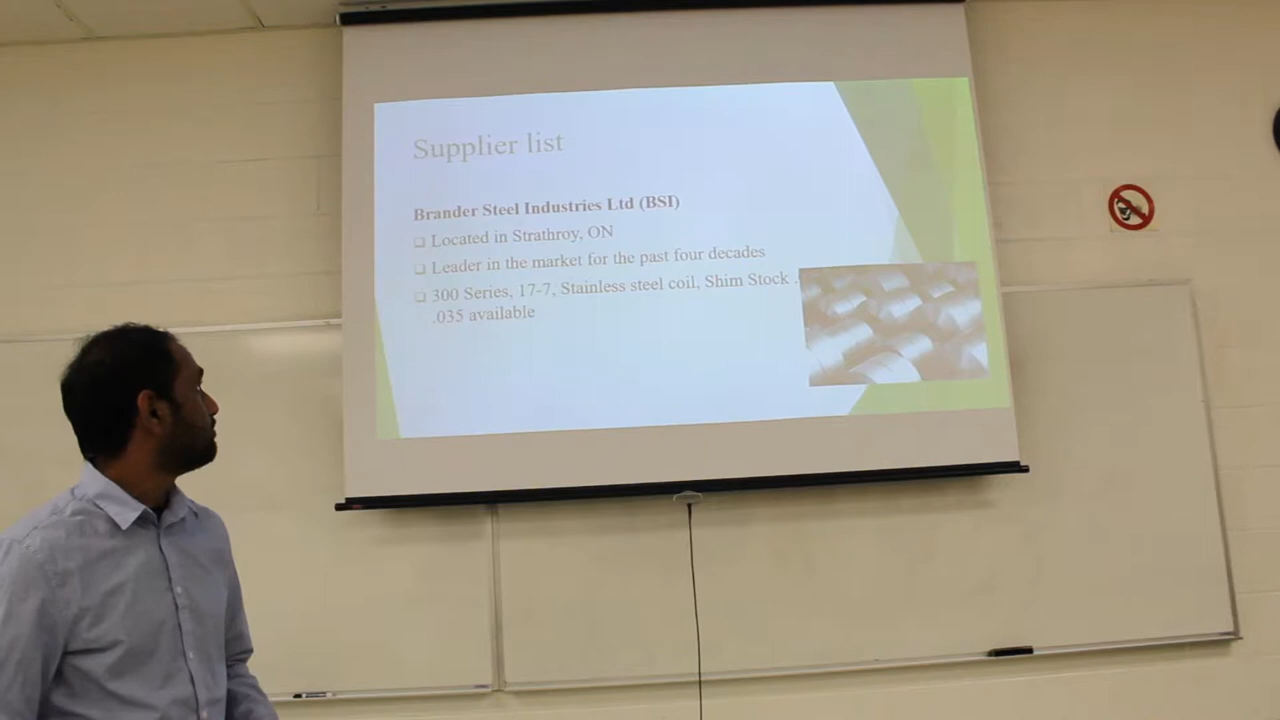 Supplier list
Brander Steel Industries Ltd (BSI)
Located in Strathroy, ON
Leader in the market for the past four decades
300 Series, 17-7, Stainless steel coil, Shim Stock .
.035 available